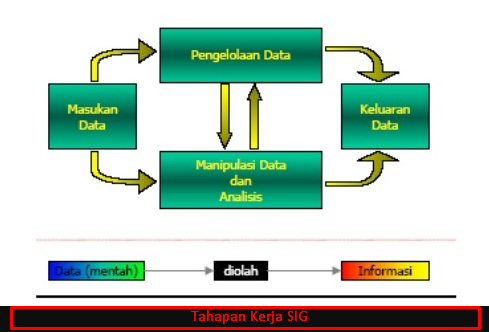 Pengelolaan Data
Masukan
Data
Keluaran
Data
Manipulasi Data
dan
Analisis
Data (mentah)
diolah
Informasi
Tahapan Kerja SIG